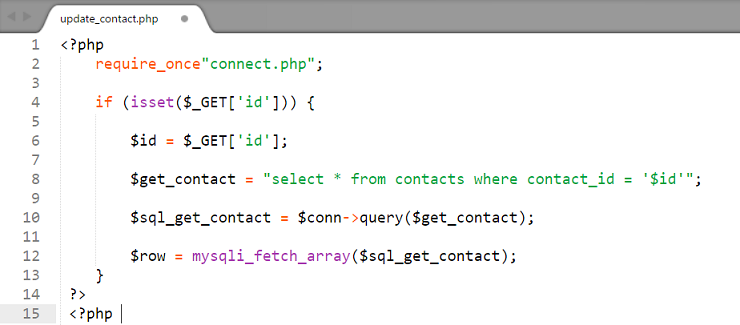 update_contact.php
1 <?php
2 require_once"connect.php";
3
4 if (isset($_GET['id'])) {
5
6 $id = $_GET['id'];
7
8 $get_contact = "select * from contacts where contact_id = '$id'";
9
10 $sql_get_contact = $conn->query($get_contact);
11
12 $row = mysqli_fetch_array($sql_get_contact);
13 }
14 ?>
15 <?php